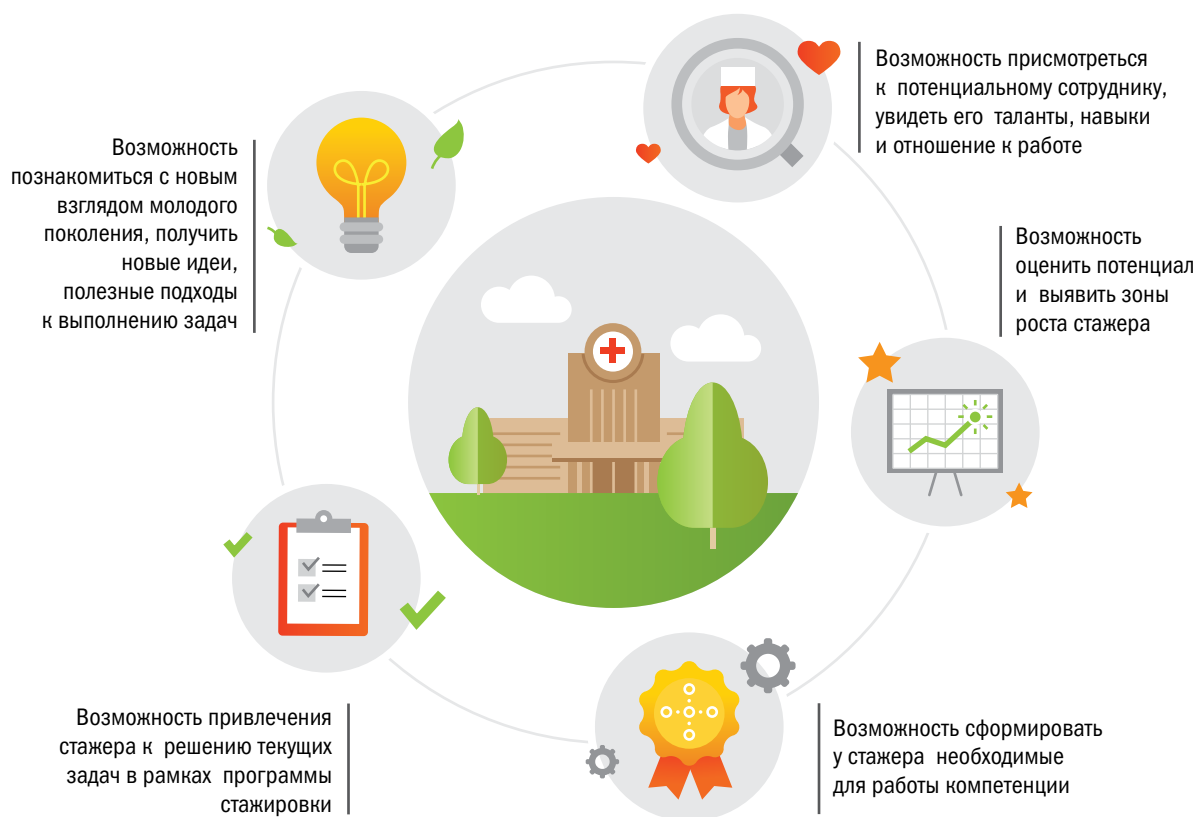 Возможность
познакомиться с новым
взглядом молодого
поколения, получить
новые идеи,
полезные подходы
к выполнению задач
Возможность присмотреться
к потенциальному сотруднику,
увидеть его таланты, навыки
и отношение к работе
Возможность
оценить потенциал
и выявить зоны
роста стажера
Возможность привлечения
стажера к решению текущих
задач в рамках программы
стажировки
Возможность сформировать
у стажера необходимые
для работы компетенции